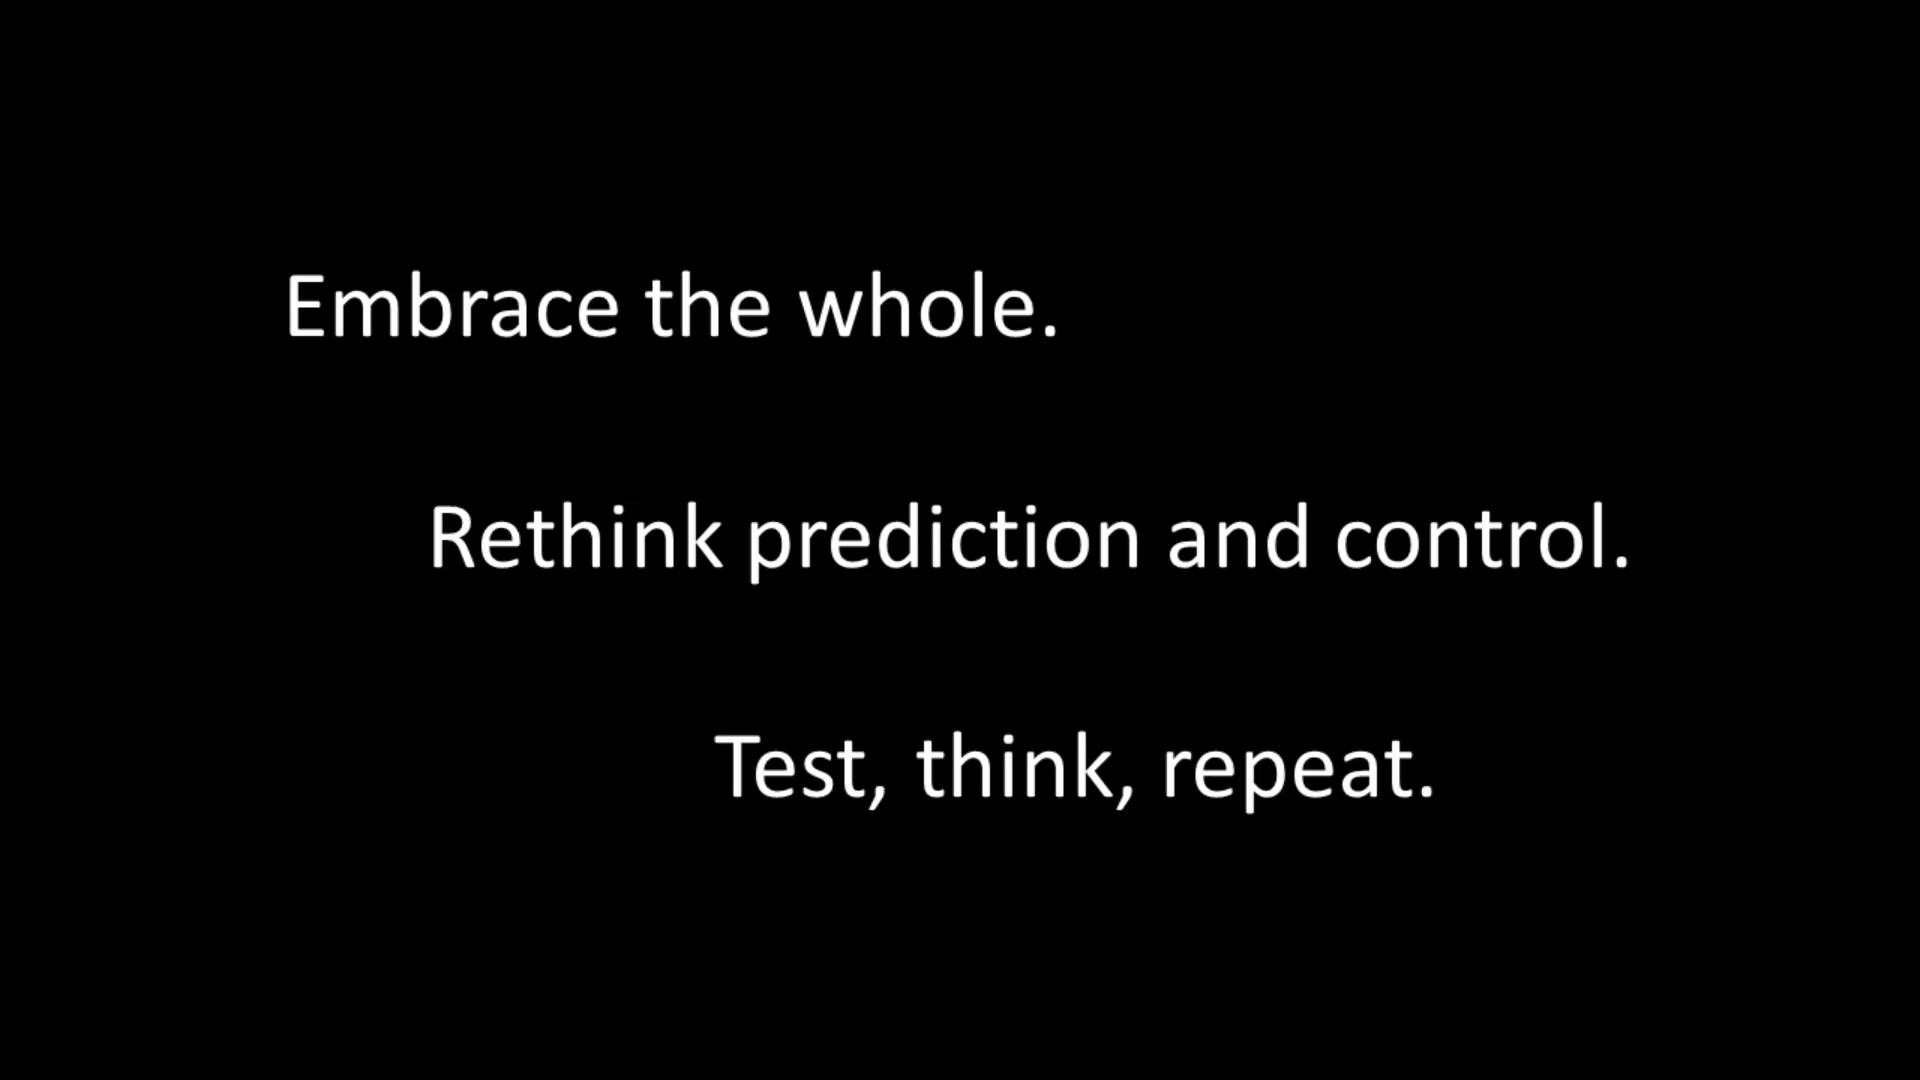 Embrace the whole.
Rethink prediction and control.
Test, think, repeat.